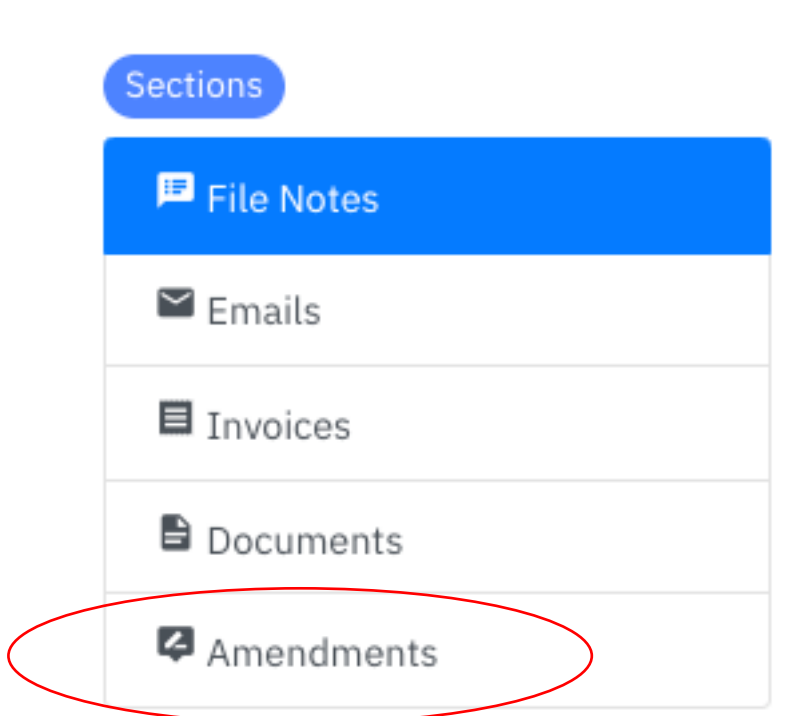 Sections
File Notes
Emails
Invoices
Documents
Amendments